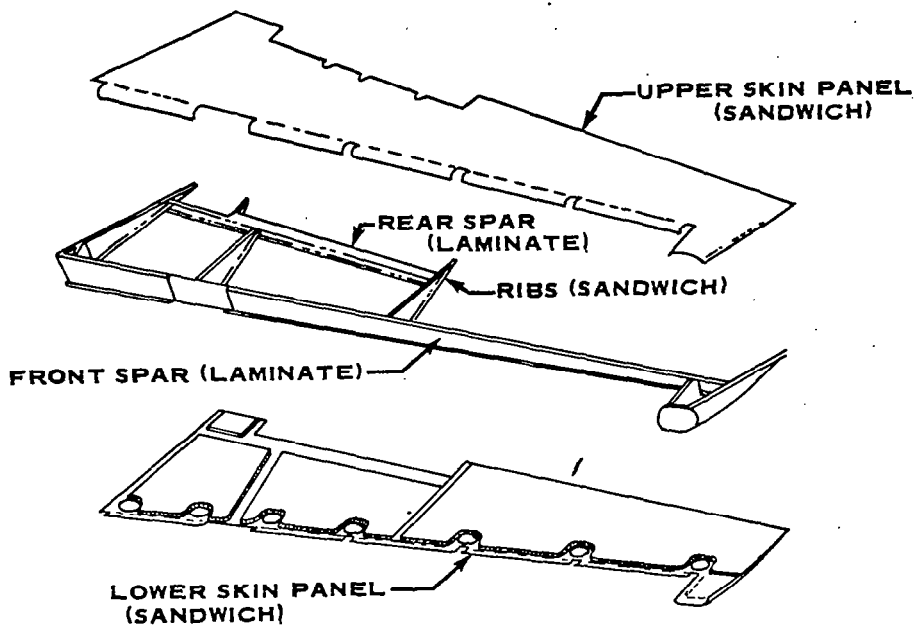 UPPER SKIN PANEL
(SANDWICH)
REAR SPAR
(LAMINATE)
RIBS (SANDWICH)
FRONT SPAR (LAMINATE)
LOWER SKIN PANEL
(SANDWICH)